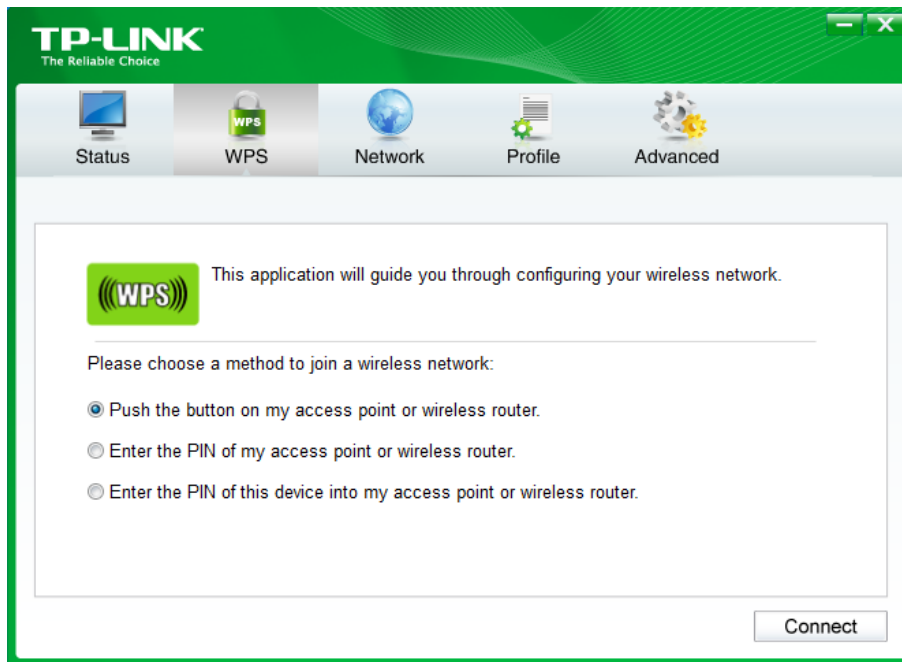 TP-LINK
The Reliable Choice
Status
WPS
WPS
Network
Profile
Advanced
WPS
This application will guide you through configuring your wireless network.
Please choose a method to join a wireless network:
Push the button on my access point or wireless router.
Enter the PIN of my access point or wireless router.
Enter the PIN of this device into my access point or wireless router.
Connect